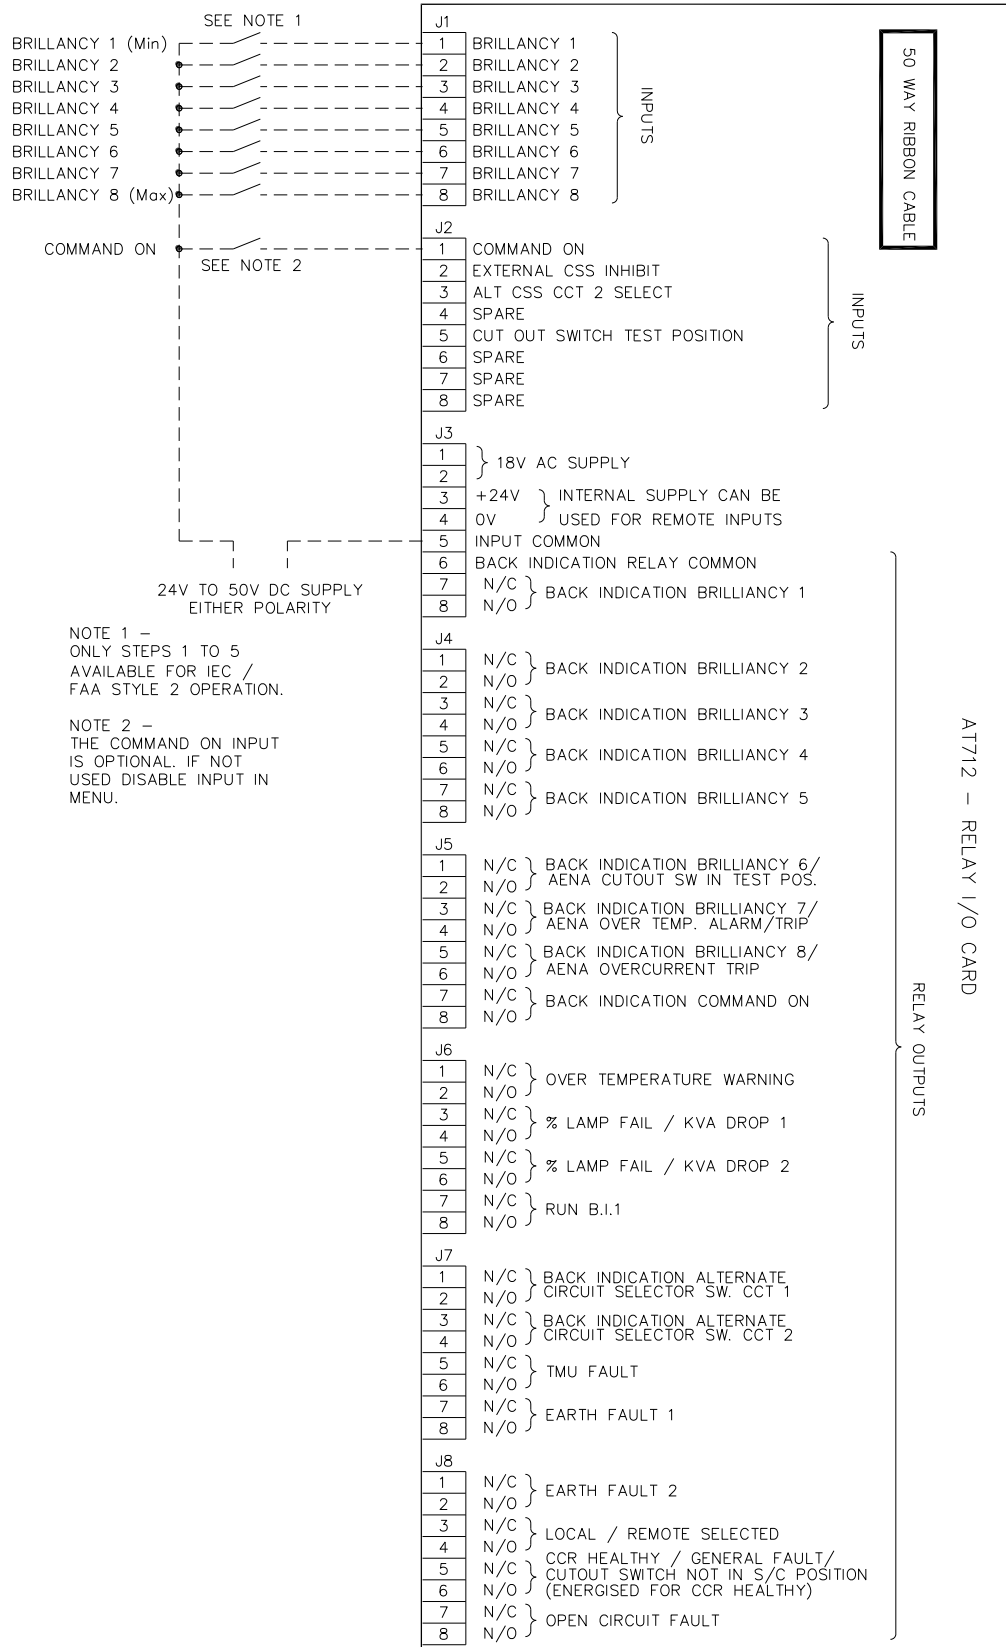 SEE NOTE 1
BRILLANCY 1 (Min)
BRILLANCY 2
BRILLANCY 3
BRILLANCY 4
BRILLANCY 5
BRILLANCY 6
BRILLANCY 7
BRILLANCY 8 (Max)
COMMAND ON
SEE NOTE 2
24V TO 50V DC SUPPLY
EITHER POLARITY
NOTE 1 –
ONLY STEPS 1 TO 5
AVAILABLE FOR IEC /
FAA STYLE 2 OPERATION.
NOTE 2 –
THE COMMAND ON INPUT
IS OPTIONAL. IF NOT
USED DISABLE INPUT IN
MENU.
J1
1 BRILLANCY 1
2 BRILLANCY 2
3 BRILLANCY 3
4 BRILLANCY 4
5 BRILLANCY 5
6 BRILLANCY 6
7 BRILLANCY 7
8 BRILLANCY 8
INPUTS
50 WAY RIBBON CABLE
J2
1 COMMAND ON
2 EXTERNAL CSS INHIBIT
3 ALT CSS CCT 2 SELECT
4 SPARE
5 CUT OUT SWITCH TEST POSITION
6 SPARE
7 SPARE
8 SPARE
INPUTS
J3
1
2
18V AC SUPPLY
3 +24V INTERNAL SUPPLY CAN BE
4 0V USED FOR REMOTE INPUTS
5 INPUT COMMON
6 BACK INDICATION RELAY COMMON
7 N/C
8 N/O
BACK INDICATION BRILLIANCY 1
J4
1 N/C
2 N/O
BACK INDICATION BRILLIANCY 2
3 N/C
4 N/O
BACK INDICATION BRILLIANCY 3
5 N/C
6 N/O
BACK INDICATION BRILLIANCY 4
7 N/C
8 N/O
BACK INDICATION BRILLIANCY 5
J5
1 N/C BACK INDICATION BRILLIANCY 6/
2 N/O AENA CUTOUT SW IN TEST POS.
3 N/C BACK INDICATION BRILLIANCY 7/
4 N/O AENA OVER TEMP. ALARM/TRIP
5 N/C BACK INDICATION BRILLIANCY 8/
6 N/O AENA OVERCURRENT TRIP
7 N/C
8 N/O
BACK INDICATION COMMAND ON
J6
1 N/C
2 N/O
OVER TEMPERATURE WARNING
3 N/C
4 N/O
% LAMP FAIL / KVA DROP 1
5 N/C
6 N/O
% LAMP FAIL / KVA DROP 2
7 N/C
8 N/O
RUN B.I.1
J7
1 N/C BACK INDICATION ALTERNATE
2 N/O CIRCUIT SELECTOR SW. CCT 1
3 N/C BACK INDICATION ALTERNATE
4 N/O CIRCUIT SELECTOR SW. CCT 2
5 N/C
6 N/O
TMU FAULT
7 N/C
8 N/O
EARTH FAULT 1
J8
1 N/C
2 N/O
EARTH FAULT 2
3 N/C
4 N/O
LOCAL / REMOTE SELECTED
CCR HEALTHY / GENERAL FAULT/
5 N/C CUTOUT SWITCH NOT IN S/C POSITION
6 N/O (ENERGISED FOR CCR HEALTHY)
7 N/C
8 N/O
OPEN CIRCUIT FAULT
RELAY OUTPUTS
AT712 – RELAY I/O CARD